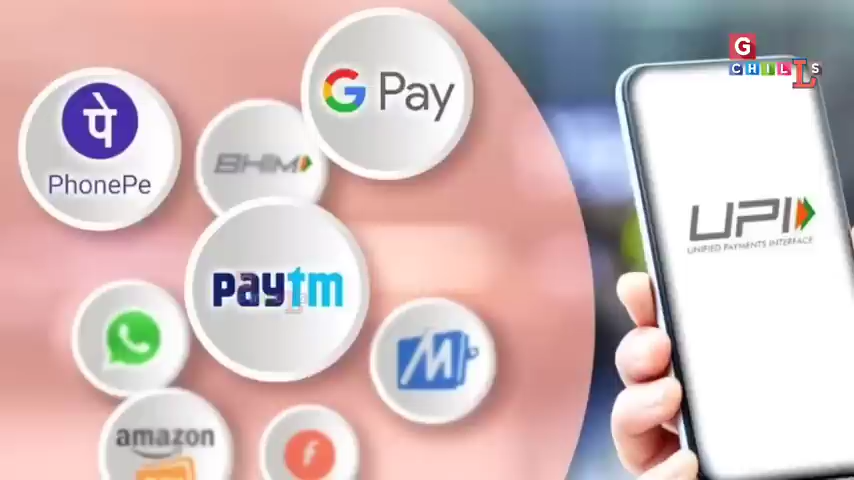 G Pay
G
CHILLS
पे
PhonePe
BHIM
UPI
UNIFIED PAYMENTS INTERFACE
paytm
M
amazon
f